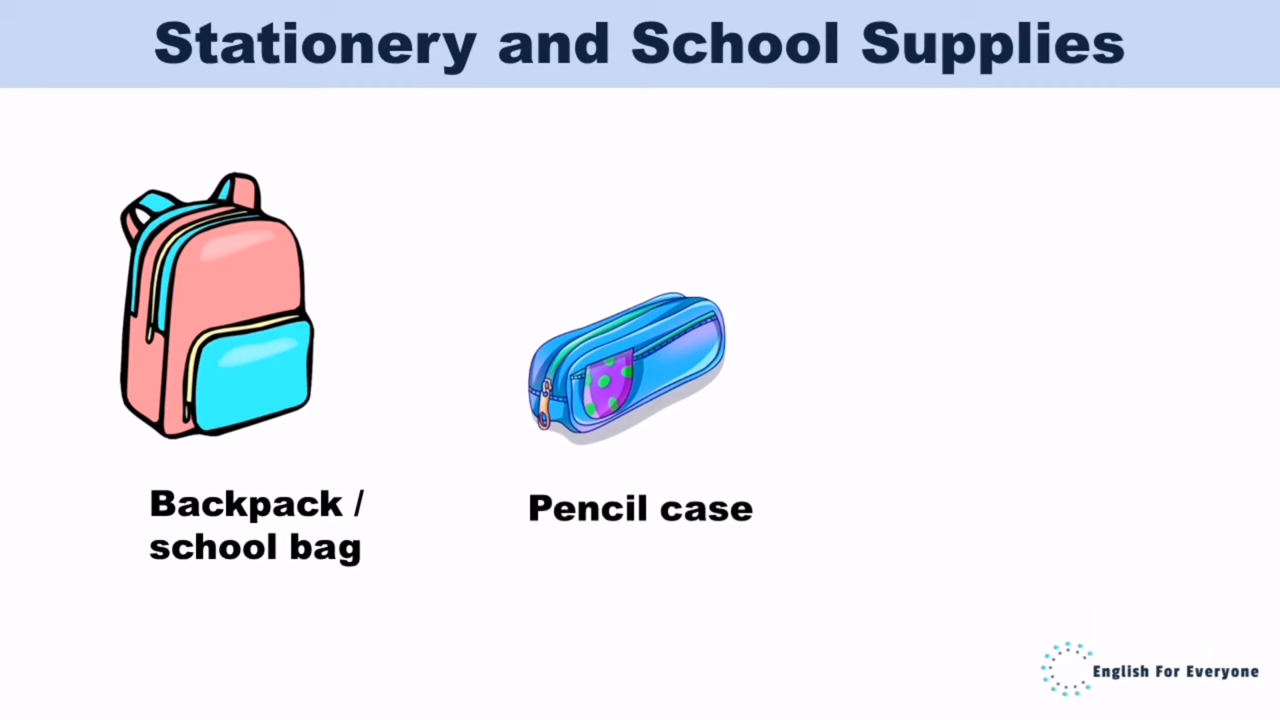 Stationery and School Supplies
Backpack /
school bag
Pencil case
English For Everyone